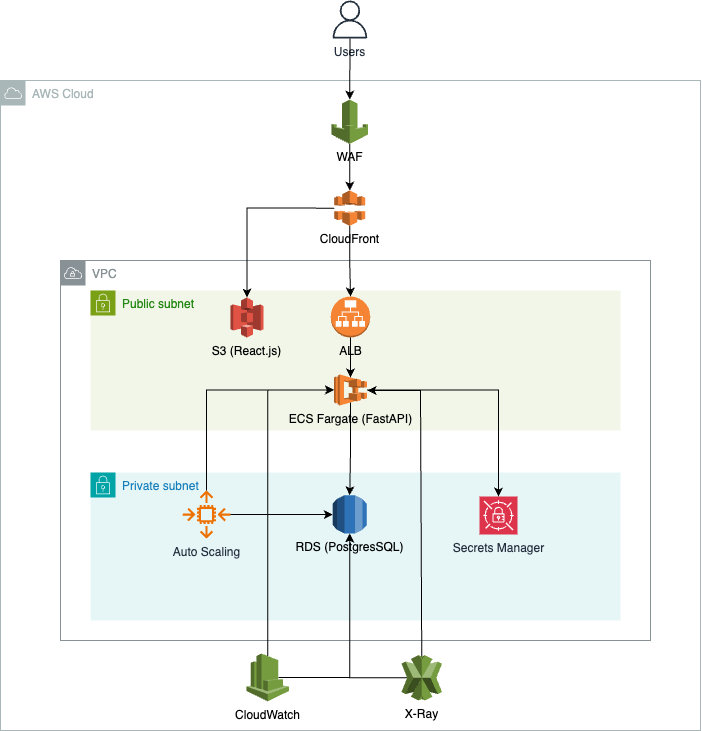 Users
AWS Cloud
WAF
CloudFront
VPC
Public subnet
S3 (React.js)
ALB
ECS Fargate (FastAPI)
Private subnet
Auto Scaling
RDS (PostgresSQL)
Secrets Manager
CloudWatch
X-Ray